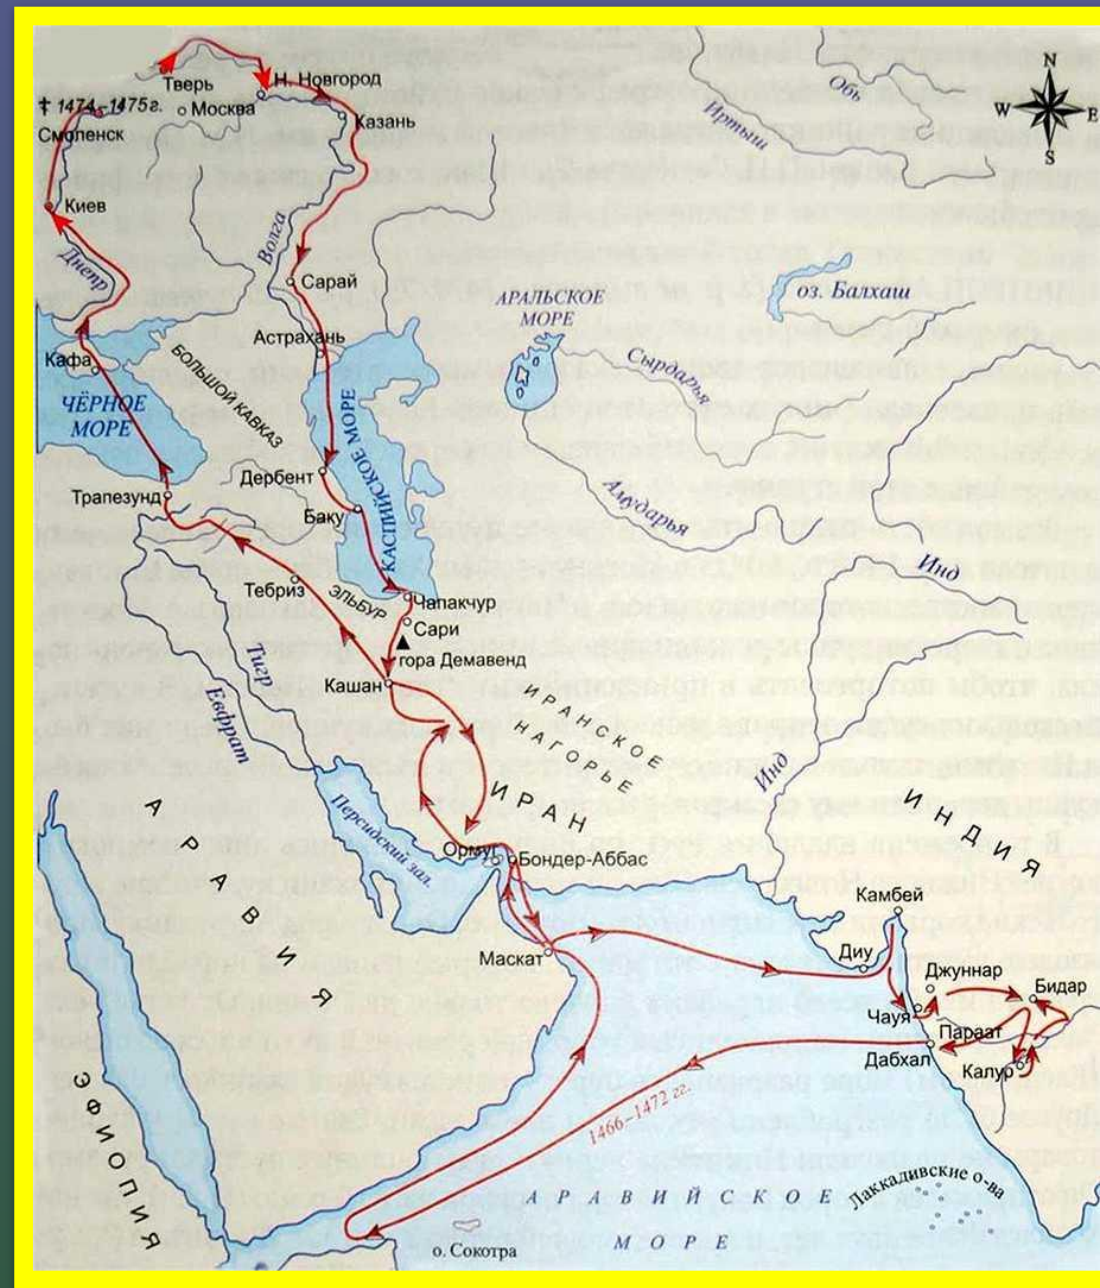 Тверь
Н. Новгород
Москва
Казань
† 1474-1475г.
Смоленск
Киев
Днепр
Волга
Сарай
Астрахань
Обь
Иртыш
N
W
E
S
АРАЛЬСКОЕ
МОРЕ
оз. Балхаш
Сырдарья
Амударья
Кафа
БОЛЬШОЙ КАВКАЗ
ЧЁРНОЕ
МОРЕ
КАСПИЙСКОЕ МОРЕ
Дербент
Трапезунд
Баку
Тебриз
ЭЛЬБУР
Чапакчур
Сари
гора Демавенд
Кашан
Тигр
Евфрат
ИРАНСКОЕ
НАГОРЬЕ
ИРАН
Инд
Инд
ИНДИЯ
Персидский зал.
Ормуз
Бондер-Аббас
АРАВИЯ
Маскат
Камбей
Диу
Джуннар
Бидар
Чауя
Параат
Дабхал
Калур
1466-1472 гг.
ЭФИОПИЯ
АРАВИЙСКОЕ
МОРЕ
Лаккадивские о-ва
о. Сокотра